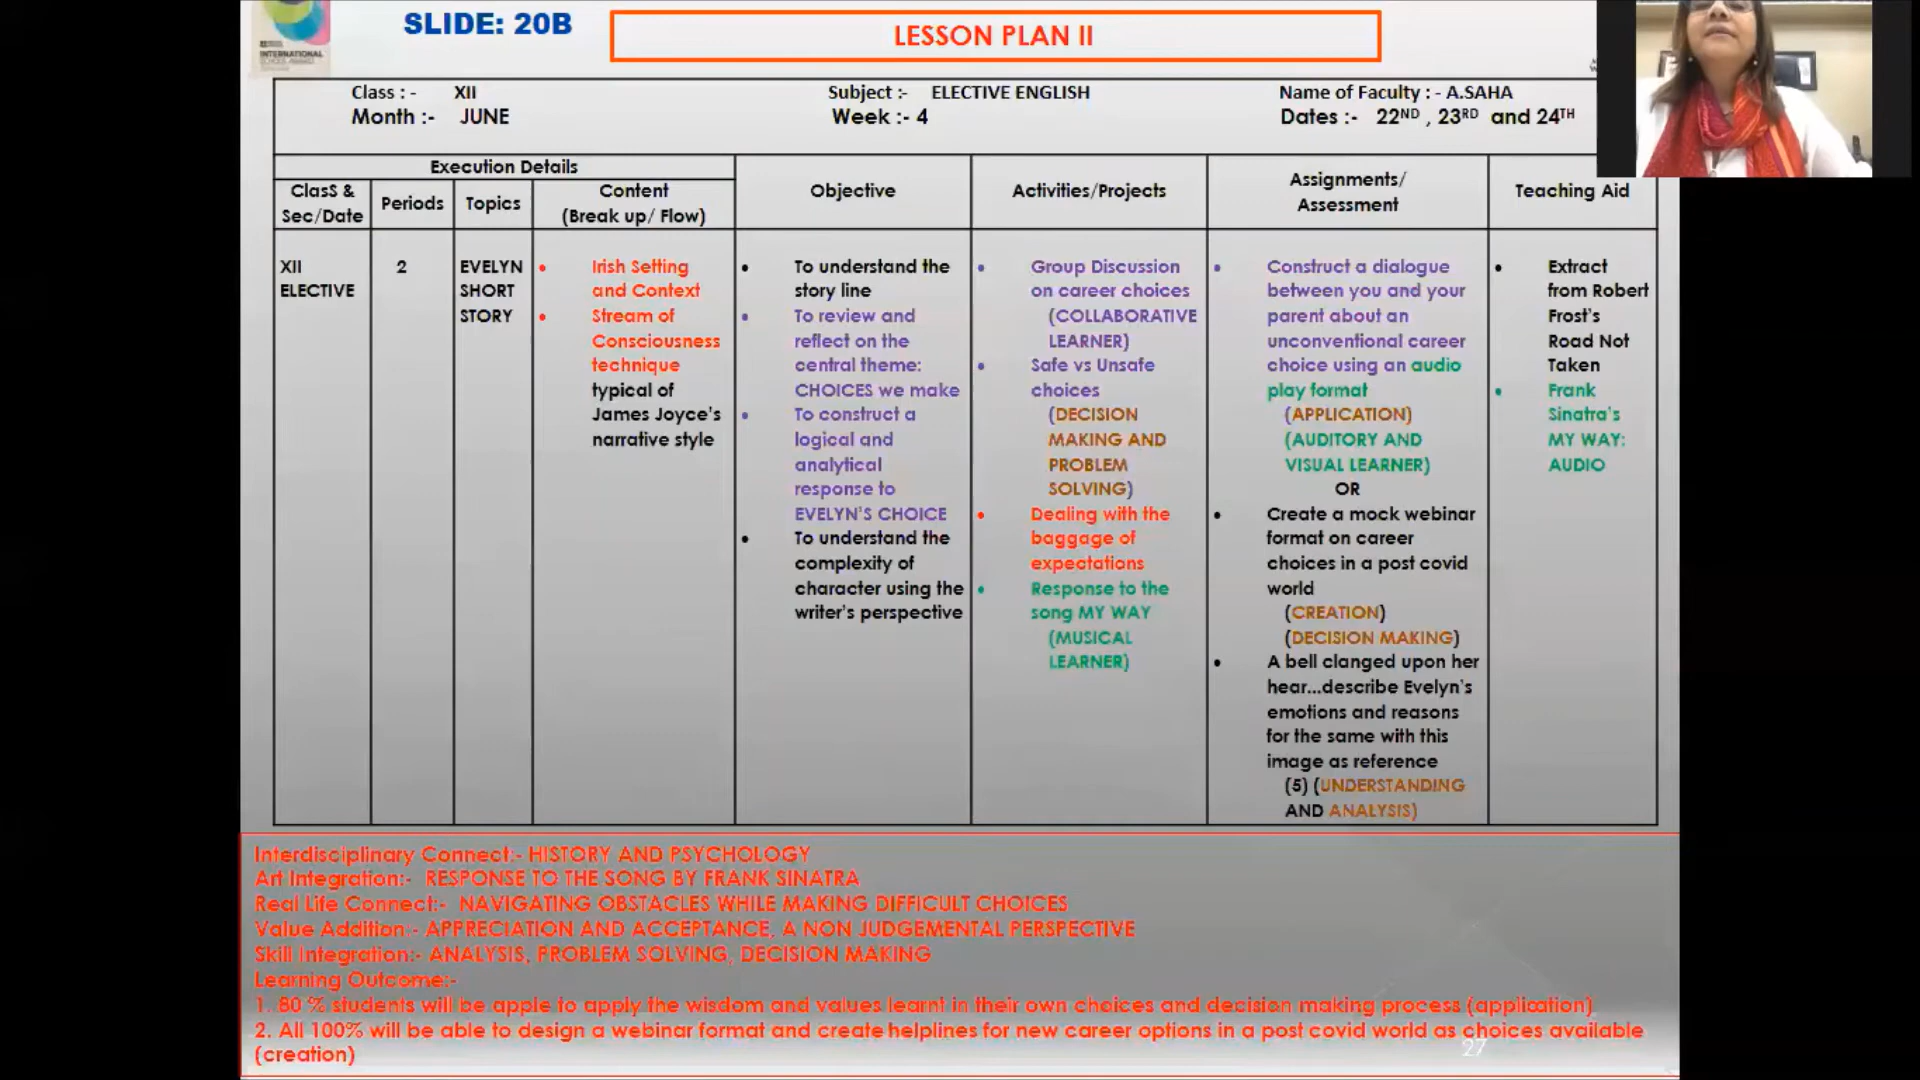 INTERNATIONAL
SLIDE: 20B
LESSON PLAN II
Class : - XII
Subject :- ELECTIVE ENGLISH
Name of Faculty : - A.SAHA
Month :- JUNE
Week :- 4
Dates :- 22ND , 23RD and 24TH
Execution Details
ClasS &
Sec/Date
Periods
Topics
Content
(Break up/ Flow)
Objective
Activities/Projects
Assignments/
Assessment
Teaching Aid
XII
ELECTIVE
2
EVELYN
SHORT
STORY
• Irish Setting
and Context
• Stream of
Consciousness
technique
typical of
James Joyce's
narrative style
• To understand the
story line
• To review and
reflect on the
central theme:
CHOICES we make
• To construct a
logical and
analytical
response to
EVELYN'S CHOICE
• To understand the
complexity of
character using the
writer's perspective
• Group Discussion
on career choices
(COLLABORATIVE
LEARNER)
• Safe vs Unsafe
choices
(DECISION
MAKING AND
PROBLEM
SOLVING)
• Dealing with the
baggage of
expectations
• Response to the
song MY WAY
(MUSICAL
LEARNER)
• Construct a dialogue
between you and your
parent about an
unconventional career
choice using an audio
play format
(APPLICATION)
(AUDITORY AND
VISUAL LEARNER)
OR
• Create a mock webinar
format on career
choices in a post covid
world
(CREATION)
(DECISION MAKING)
• A bell clanged upon her
hear...describe Evelyn's
emotions and reasons
for the same with this
image as reference
(5) (UNDERSTANDING
AND ANALYSIS)
• Extract
from Robert
Frost's
Road Not
Taken
• Frank
Sinatra's
MY WAY:
AUDIO
Interdisciplinary Connect:- HISTORY AND PSYCHOLOGY
Art Integration:- RESPONSE TO THE SONG BY FRANK SINATRA
Real Life Connect:- NAVIGATING OBSTACLES WHILE MAKING DIFFICULT CHOICES
Value Addition:- APPRECIATION AND ACCEPTANCE, A NON JUDGEMENTAL PERSPECTIVE
Skill Integration:- ANALYSIS, PROBLEM SOLVING, DECISION MAKING
Learning Outcome:-
1. 80 % students will be apple to apply the wisdom and values learnt in their own choices and decision making process (application)
2. All 100% will be able to design a webinar format and create helplines for new career options in a post covid world as choices available
(creation)
27